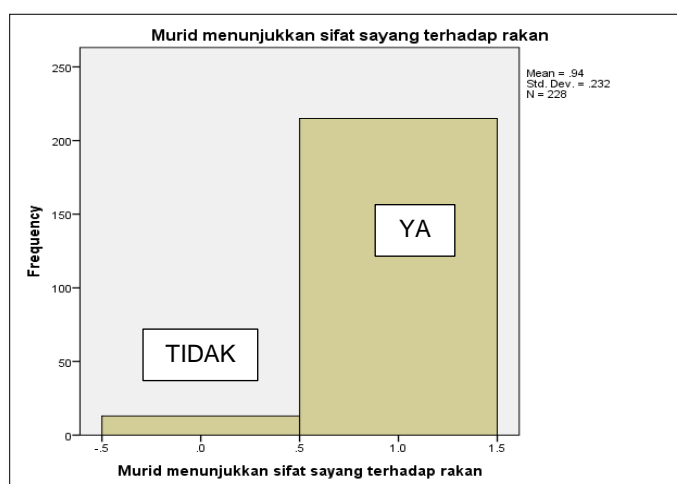 Murid menunjukkan sifat sayang terhadap rakan
Mean = .94
Std. Dev. = .232
N = 228
Frequency
250
200
150
100
50
0
YA
TIDAK
-.5
.0
.5
1.0
1.5
Murid menunjukkan sifat sayang terhadap rakan